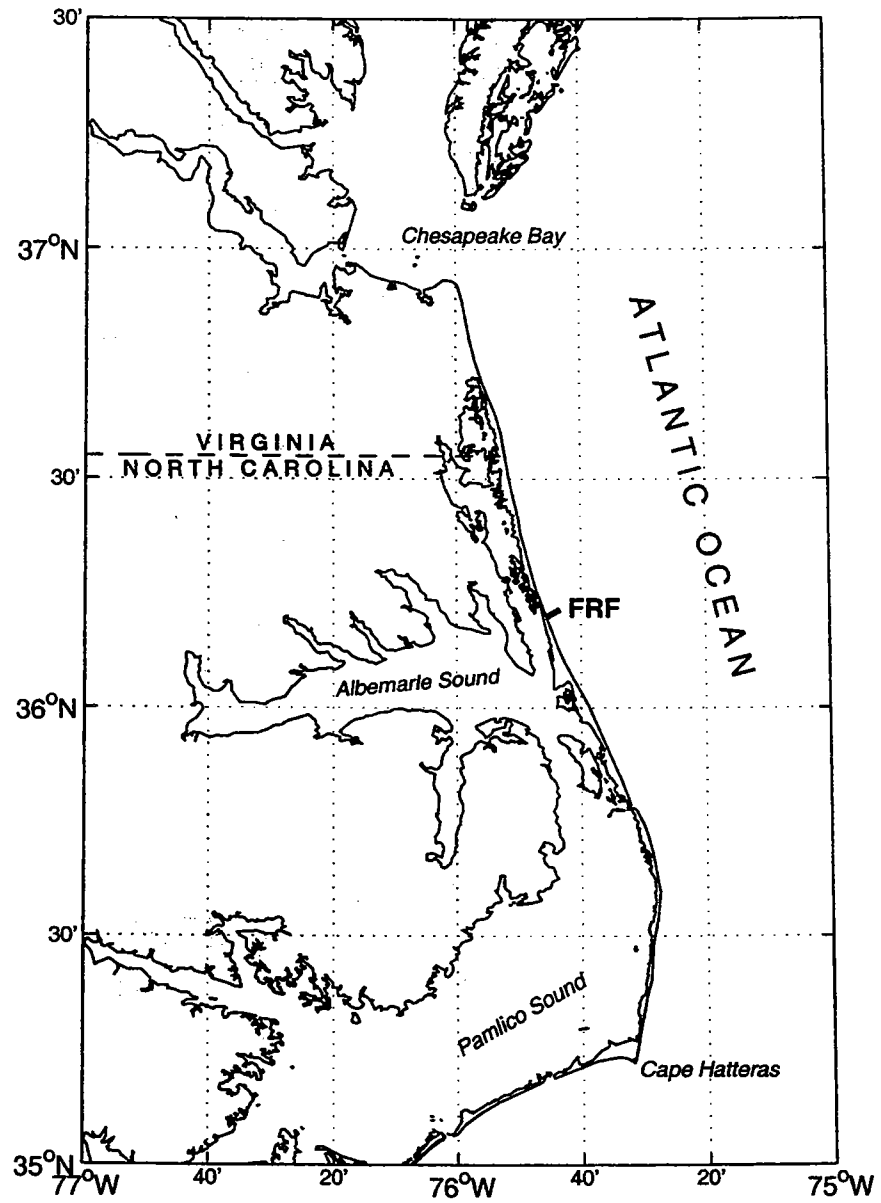 30'
Chesapeake Bay
37°N
ATLANTIC OCEAN
VIRGINIA
NORTH CAROLINA
30'
FRF
Albemarle Sound
36°N
30'
Pamlico Sound
Cape Hatteras
35°N
77°W 40' 20' 76°W 40' 20' 75°W